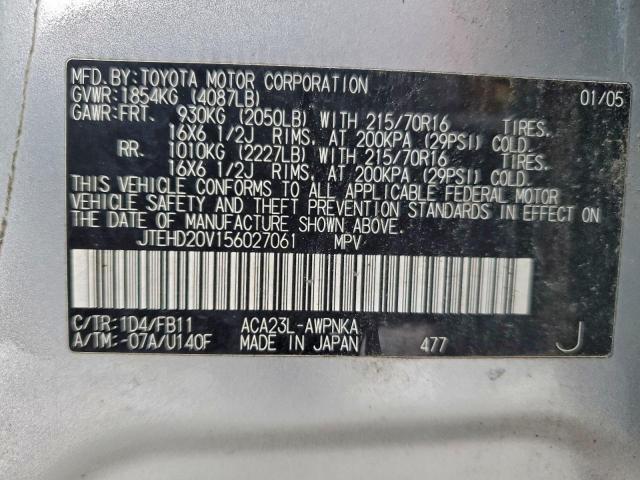 MFD.BY:TOYOTA MOTOR CORPORATION 01/05
GVWR:1854KG (4087LB)
GAWR:FRT. 930KG (2050LB) WITH 215/70R16 TIRES.
16X6 1/2J RIMS, AT 200KPA (29PSI) COLD.
RR. 1010KG (2227LB) WITH 215/70R16 TIRES.
16X6 1/2J RIMS, AT 200KPA (29PSI) COLD.
THIS VEHICLE CONFORMS TO ALL APPLICABLE FEDERAL MOTOR
VEHICLE SAFETY AND THEFT PREVENTION STANDARDS IN EFFECT ON
THE DATE OF MANUFACTURE SHOWN ABOVE.
JTEHD20V156027061 MPV
C/TR:1D4/FB11 ACA23L-AWPNKA
A/TM:-07A/U140F MADE IN JAPAN 477 J